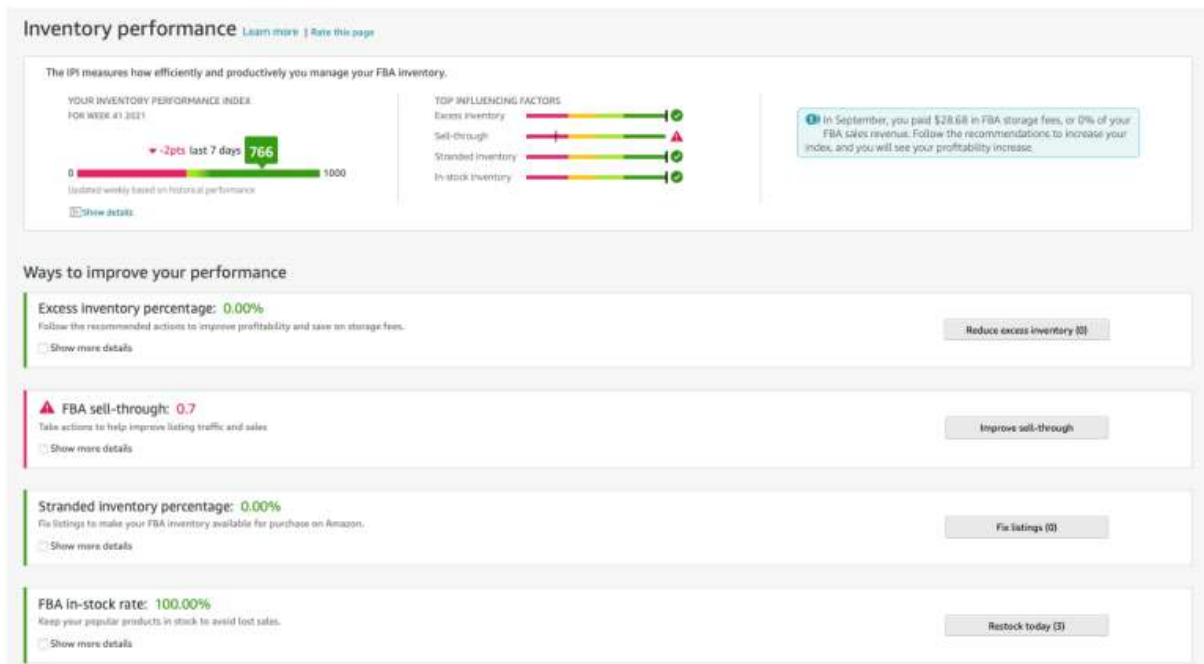 Inventory performance Learn more | Rate this page
The IPI measures how efficiently and productively you manage your FBA inventory.
YOUR INVENTORY PERFORMANCE INDEX
FOR WEEK 41 2021
-2pts last 7 days 766
0 1000
Updated weekly based on historical performance
Show details
TOP INFLUENCING FACTORS
Excess inventory
Sell-through
Stranded inventory
In-stock inventory
In September, you paid $28.68 in FBA storage fees, or 0% of your
FBA sales revenue. Follow the recommendations to increase your
index, and you will see your profitability increase.
Ways to improve your performance
Excess inventory percentage: 0.00%
Follow the recommended actions to improve profitability and save on storage fees.
Show more details
Reduce excess inventory (0)
FBA sell-through: 0.7
Take actions to help improve listing traffic and sales
Show more details
Improve sell-through
Stranded inventory percentage: 0.00%
Fix listings to make your FBA inventory available for purchase on Amazon.
Show more details
Fix listings (0)
FBA in-stock rate: 100.00%
Keep your popular products in stock to avoid lost sales.
Show more details
Restock today (3)